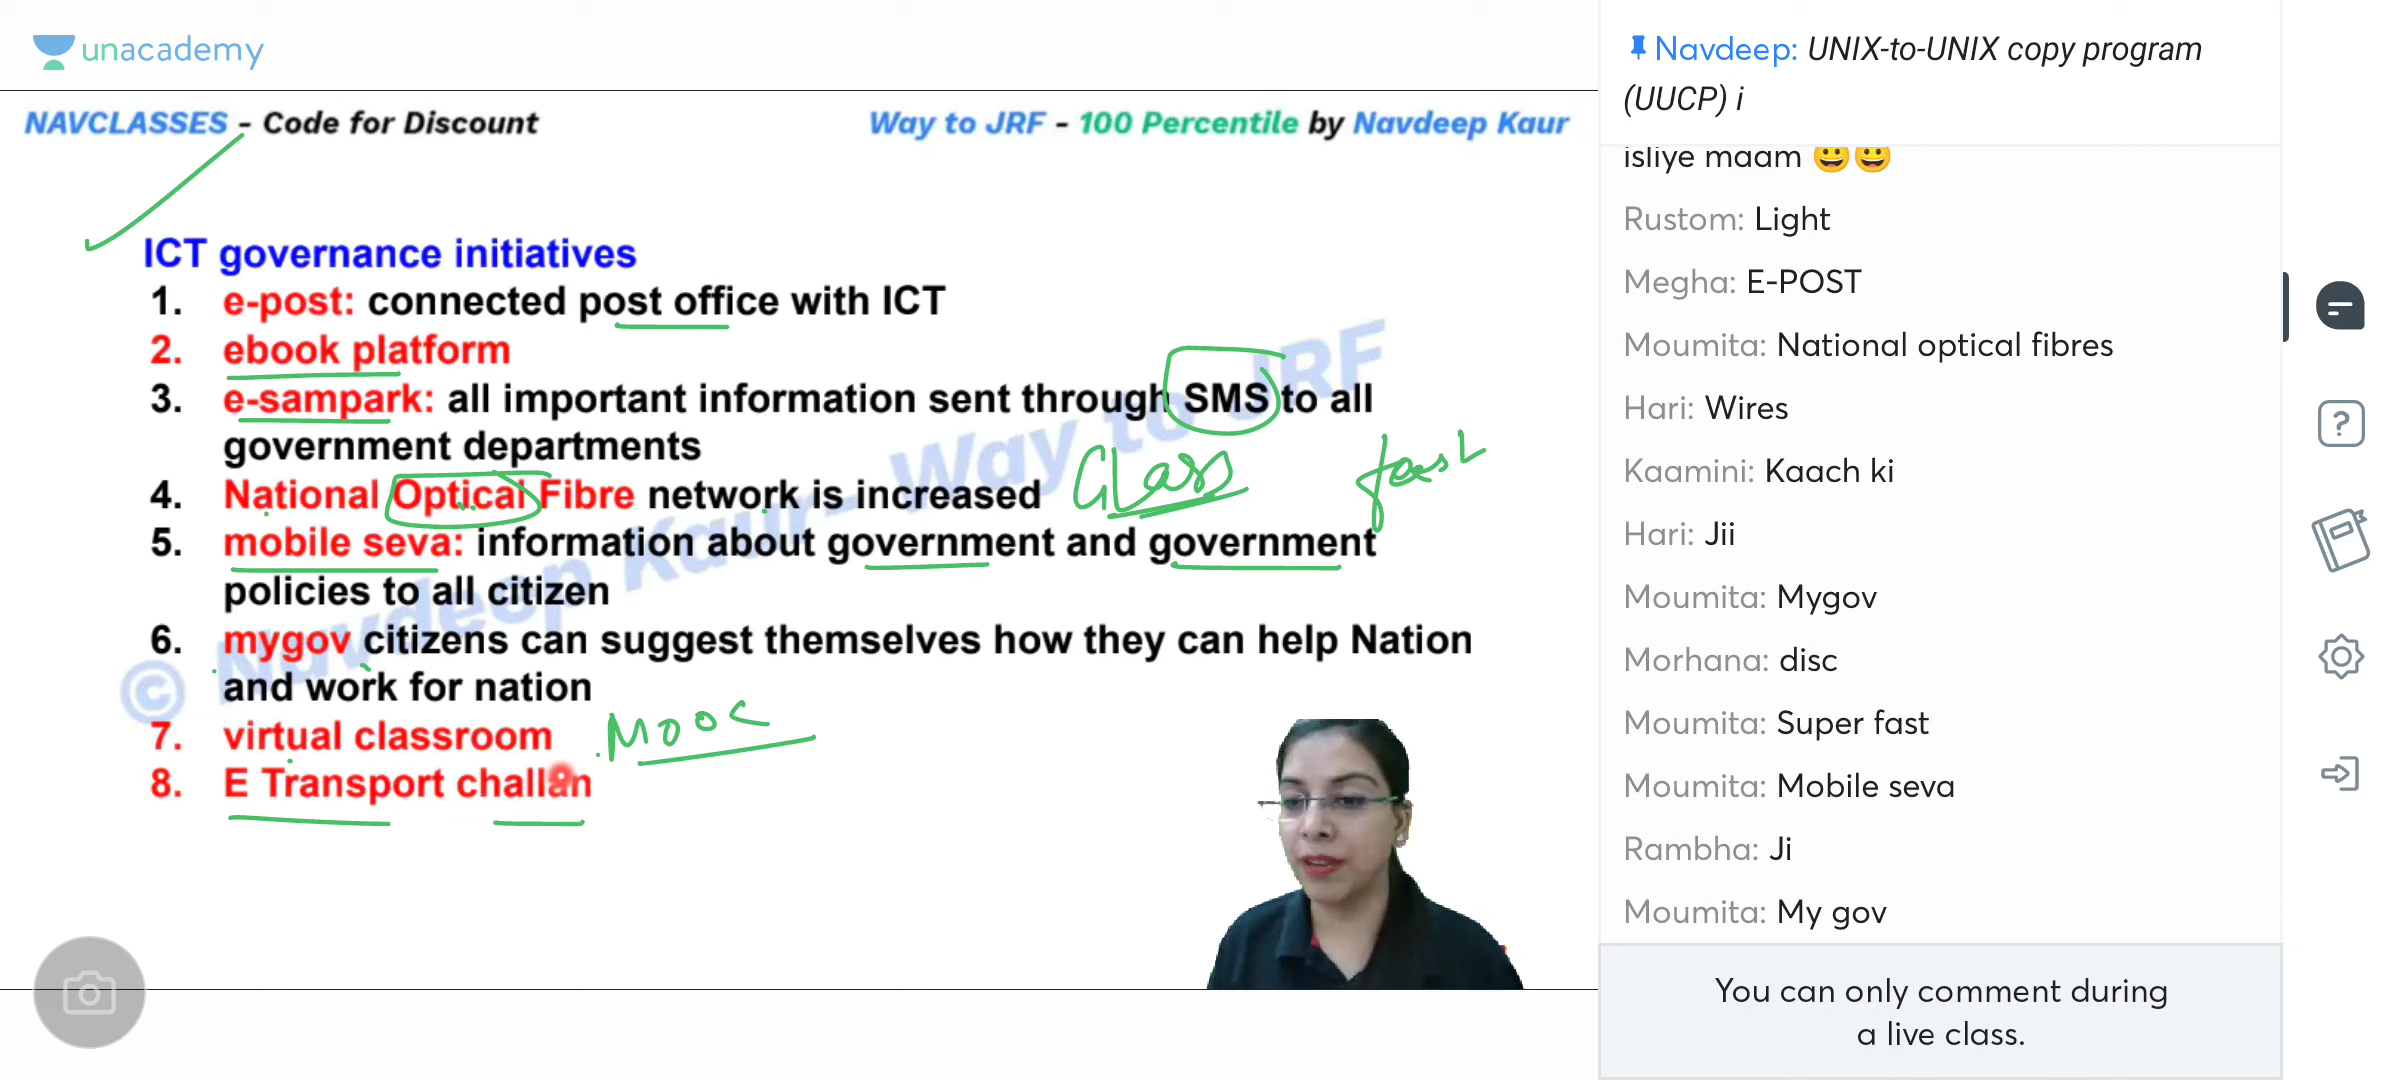 unacademy
NAVCLASSES - Code for Discount
Way to JRF - 100 Percentile by Navdeep Kaur
ICT governance initiatives
1. e-post: connected post office with ICT
2. ebook platform
3. e-sampark: all important information sent through SMS to all
government departments
4. National Optical Fibre network is increased
Glass
fast
5. mobile seva: information about government and government
policies to all citizen
6. mygov citizens can suggest themselves how they can help Nation
and work for nation
7. virtual classroom
MOOC
8. E Transport challan
© Navdeep Kaur- Way to JRF
Navdeep: UNIX-to-UNIX copy program
(UUCP) i
isliye maam 😀😀
Rustom: Light
Megha: E-POST
Moumita: National optical fibres
Hari: Wires
Kaamini: Kaach ki
Hari: Jii
Moumita: Mygov
Morhana: disc
Moumita: Super fast
Moumita: Mobile seva
Rambha: Ji
Moumita: My gov
You can only comment during
a live class.